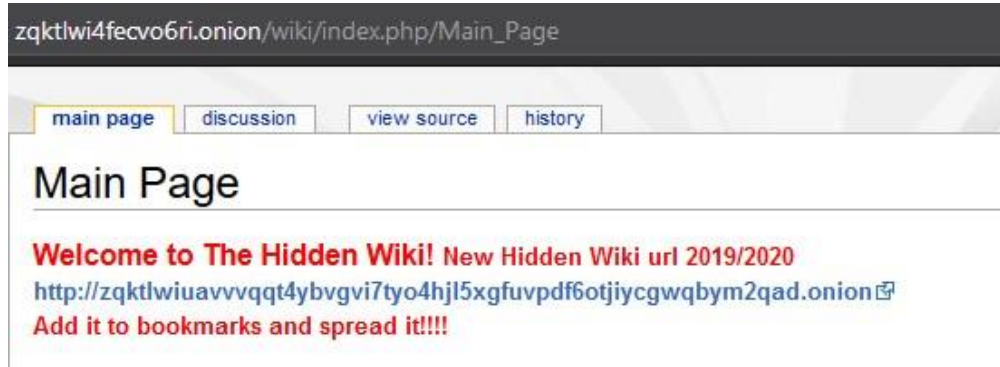 zqktlwi4fecvo6ri.onion/wiki/index.php/Main_Page
main page discussion view source history
Main Page
Welcome to The Hidden Wiki! New Hidden Wiki url 2019/2020
http://zqktlwiuavvvqqt4ybvgvi7tyo4hjl5xgfuvpdf6otjiycgwqbym2qad.onion
Add it to bookmarks and spread it!!!!